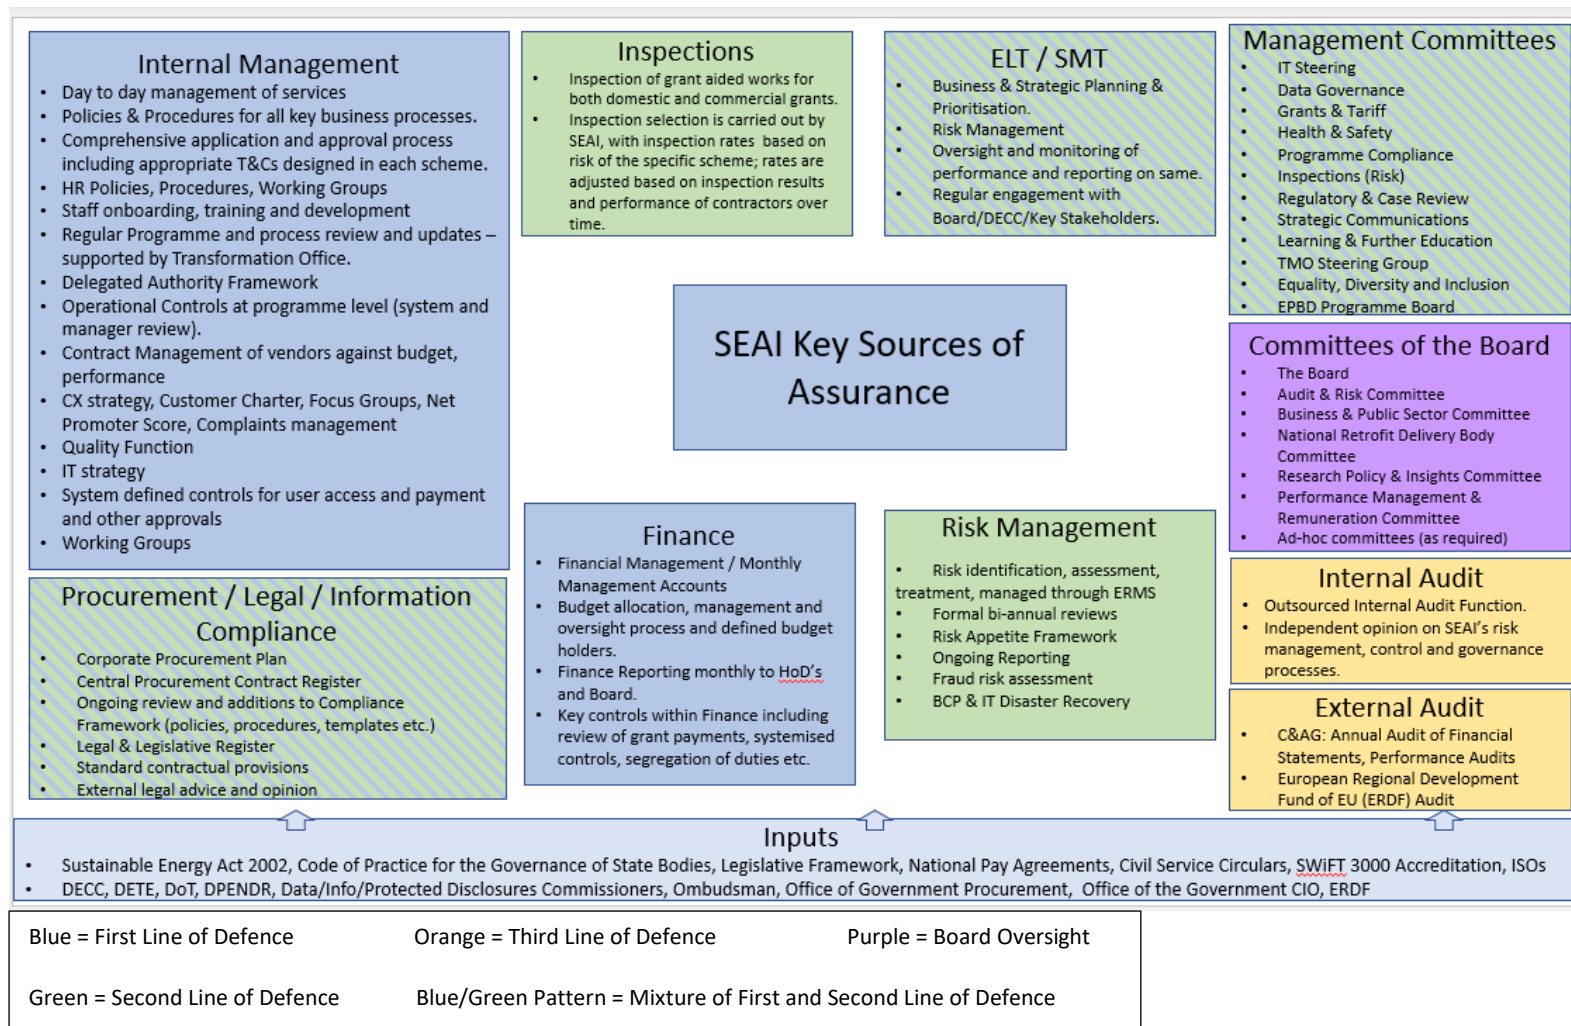 Internal Management
• Day to day management of services
• Policies & Procedures for all key business processes.
• Comprehensive application and approval process
including appropriate T&Cs designed in each scheme.
• HR Policies, Procedures, Working Groups
• Staff onboarding, training and development
• Regular Programme and process review and updates –
supported by Transformation Office.
• Delegated Authority Framework
• Operational Controls at programme level (system and
manager review).
• Contract Management of vendors against budget,
performance
• CX strategy, Customer Charter, Focus Groups, Net
Promoter Score, Complaints management
• Quality Function
• IT strategy
• System defined controls for user access and payment
and other approvals
• Working Groups
Inspections
• Inspection of grant aided works for
both domestic and commercial grants.
• Inspection selection is carried out by
SEAI, with inspection rates based on
risk of the specific scheme; rates are
adjusted based on inspection results
and performance of contractors over
time.
ELT / SMT
• Business & Strategic Planning &
Prioritisation.
• Risk Management
• Oversight and monitoring of
performance and reporting on same.
• Regular engagement with
Board/DECC/Key Stakeholders.
Management Committees
• IT Steering
• Data Governance
• Grants & Tariff
• Health & Safety
• Programme Compliance
• Inspections (Risk)
• Regulatory & Case Review
• Strategic Communications
• Learning & Further Education
• TMO Steering Group
• Equality, Diversity and Inclusion
• EPBD Programme Board
SEAI Key Sources of
Assurance
Committees of the Board
• The Board
• Audit & Risk Committee
• Business & Public Sector Committee
• National Retrofit Delivery Body
Committee
• Research Policy & Insights Committee
• Performance Management &
Remuneration Committee
• Ad-hoc committees (as required)
Procurement / Legal / Information
Compliance
• Corporate Procurement Plan
• Central Procurement Contract Register
• Ongoing review and additions to Compliance
Framework (policies, procedures, templates etc.)
• Legal & Legislative Register
• Standard contractual provisions
• External legal advice and opinion
Finance
• Financial Management / Monthly
Management Accounts
• Budget allocation, management and
oversight process and defined budget
holders.
• Finance Reporting monthly to HoD's
and Board.
• Key controls within Finance including
review of grant payments, systemised
controls, segregation of duties etc.
Risk Management
• Risk identification, assessment,
treatment, managed through ERMS
• Formal bi-annual reviews
• Risk Appetite Framework
• Ongoing Reporting
• Fraud risk assessment
• BCP & IT Disaster Recovery
Internal Audit
• Outsourced Internal Audit Function.
• Independent opinion on SEAI's risk
management, control and governance
processes.
External Audit
• C&AG: Annual Audit of Financial
Statements, Performance Audits
• European Regional Development
Fund of EU (ERDF) Audit
Inputs
• Sustainable Energy Act 2002, Code of Practice for the Governance of State Bodies, Legislative Framework, National Pay Agreements, Civil Service Circulars, SWiFT 3000 Accreditation, ISOs
• DECC, DETE, DoT, DPENDR, Data/Info/Protected Disclosures Commissioners, Ombudsman, Office of Government Procurement, Office of the Government CIO, ERDF
Blue = First Line of Defence Orange = Third Line of Defence Purple = Board Oversight
Green = Second Line of Defence Blue/Green Pattern = Mixture of First and Second Line of Defence